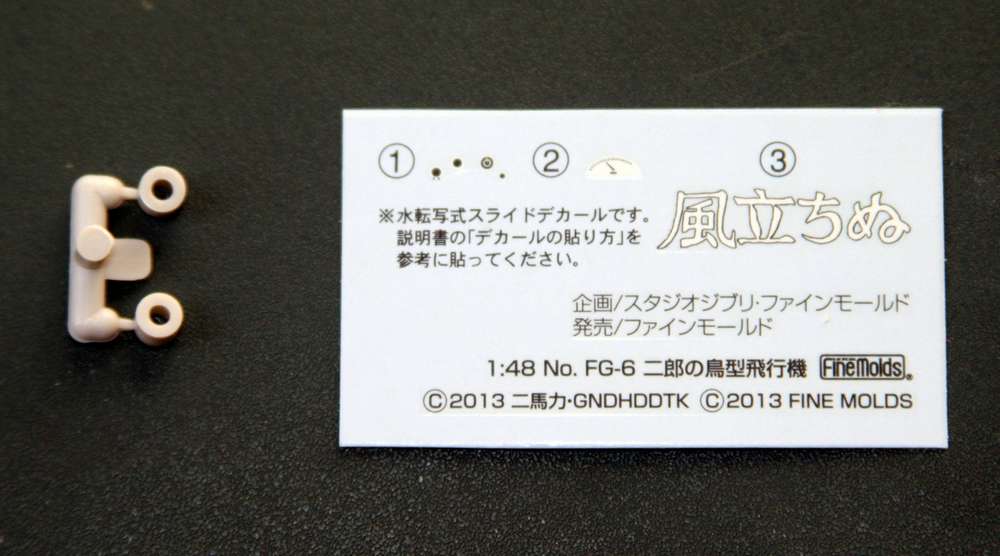 ① ② ③
※水転写式スライドデカールです。
説明書の「デカールの貼り方」を
参考に貼ってください。
風立ちぬ
企画/スタジオジブリ・ファインモールド
発売/ファインモールド
1:48 No. FG-6 二郎の鳥型飛行機 FineMolds®
©2013 二馬力・GNDHDDTK ©2013 FINE MOLDS